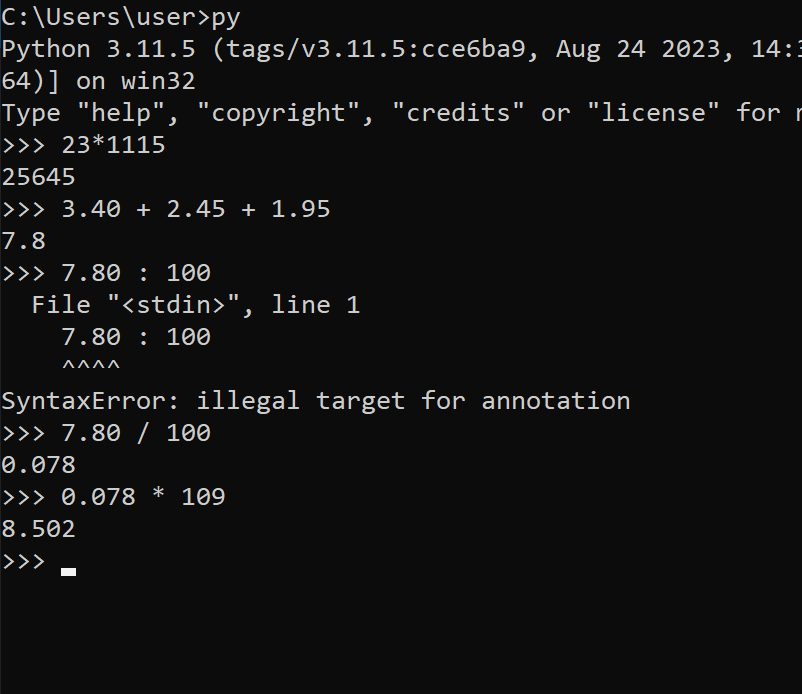 C:\Users\user>py
Python 3.11.5 (tags/v3.11.5:cce6ba9, Aug 24 2023, 14:
64)] on win32
Type "help", "copyright", "credits" or "license" for
>>> 23*1115
25645
>>> 3.40 + 2.45 + 1.95
7.8
>>> 7.80 : 100
  File "<stdin>", line 1
    7.80 : 100
    ^^^^
SyntaxError: illegal target for annotation
>>> 7.80 / 100
0.078
>>> 0.078 * 109
8.502
>>>